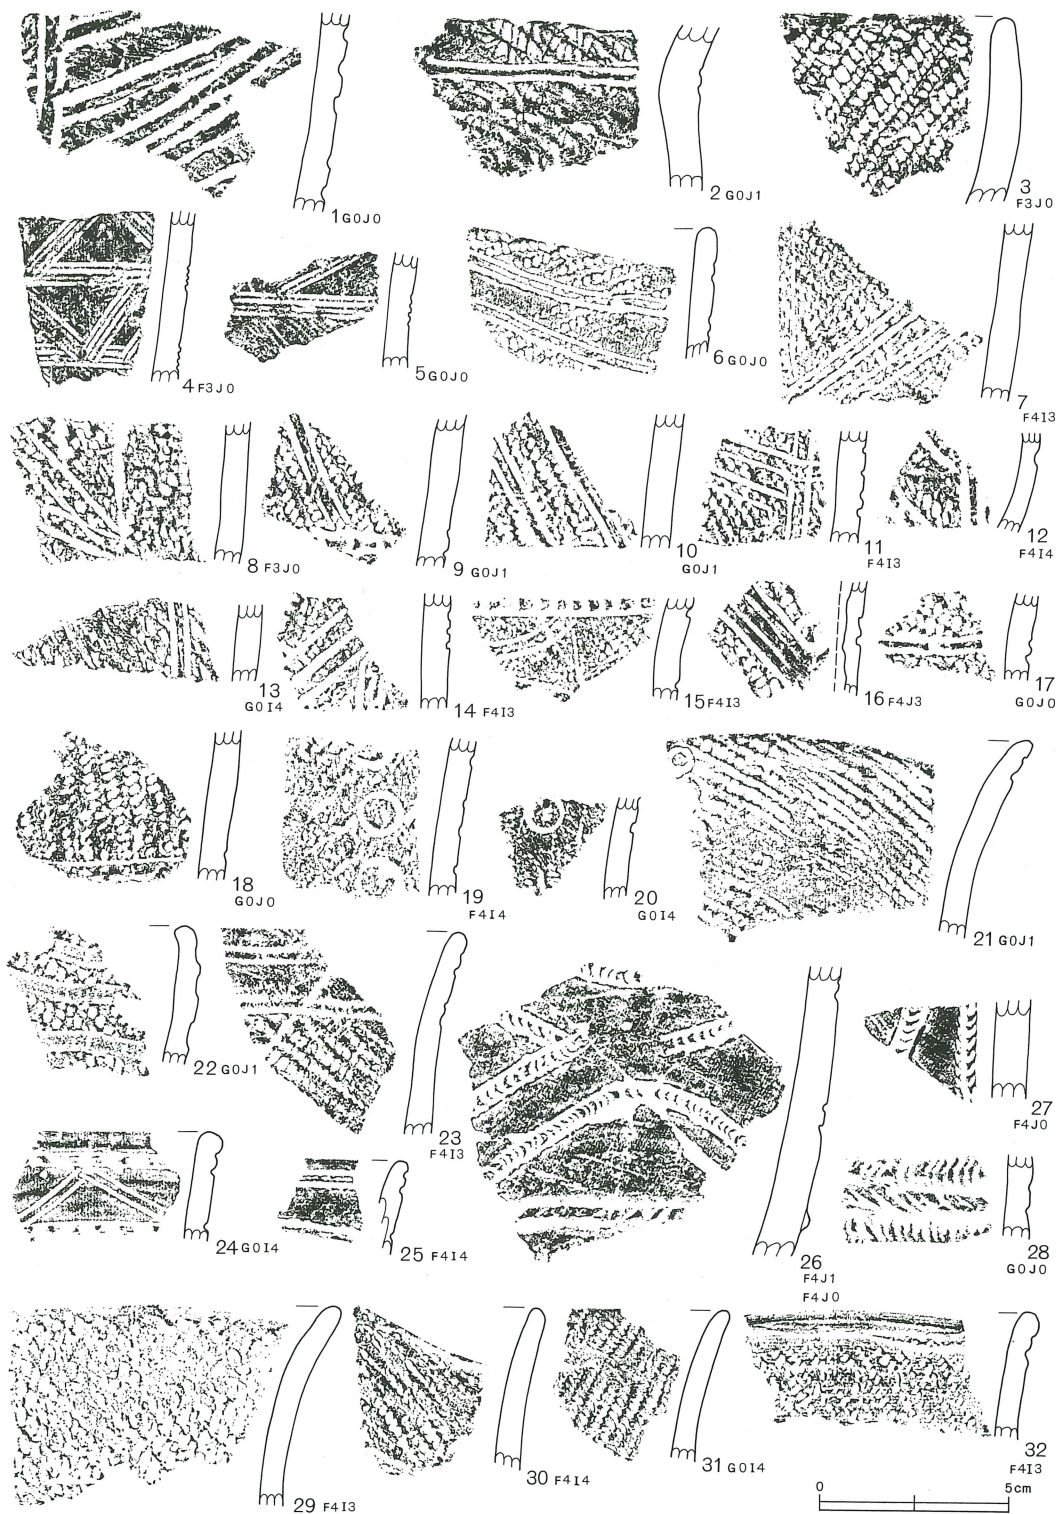 1 G0J0
2 G0J1
3
F3J0
4 F3J0
5 G0J0
6 G0J0
7
F4I3
8 F3J0
9 G0J1
10
G0J1
11
F4I3
12
F4I4
13
G0I4
14 F4I3
15 F4I3
16 F4J3
17
G0J0
18
G0J0
19
F4I4
20
G0I4
21 G0J1
22 G0J1
23
F4I3
24 G0I4
25 F4I4
26
F4J1
F4J0
27
F4J0
28
G0J0
29 F4I3
30 F4I4
31 G0I4
32
F4I3
0 5cm